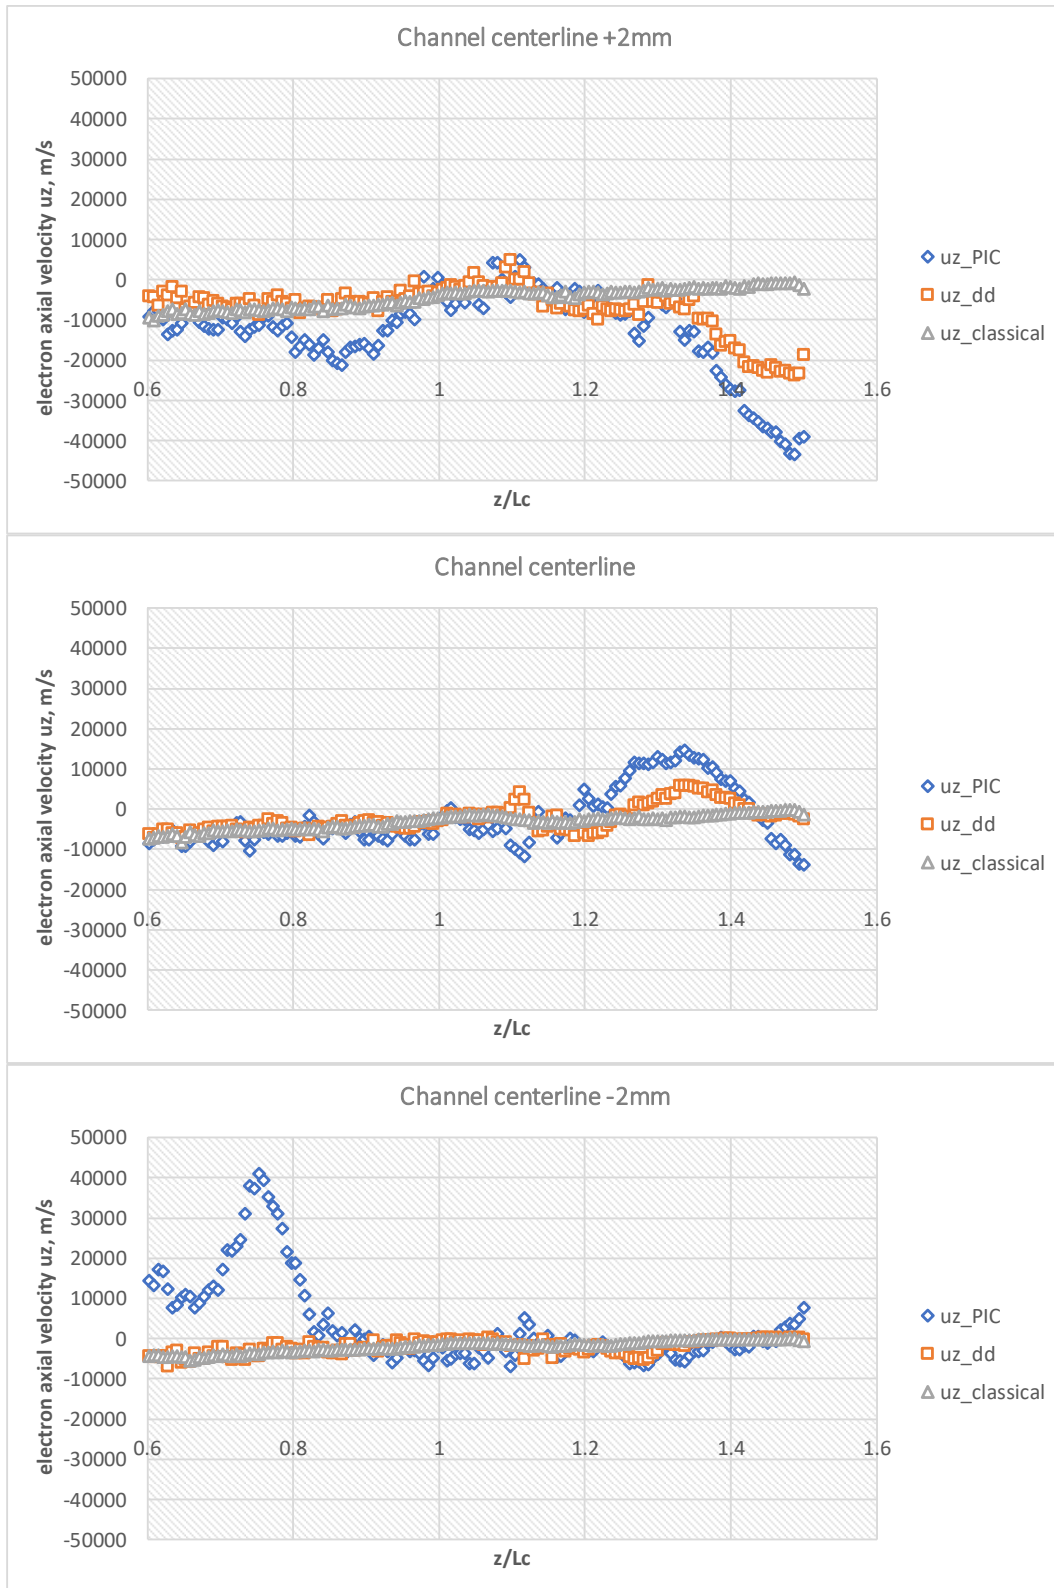 Channel centerline +2mm
50000
40000
30000
20000
10000
0
-10000
-20000
-30000
-40000
-50000
electron axial velocity uz, m/s
0.6
0.8
1
1.2
1.4
1.6
z/Lc
uz_PIC
uz_dd
uz_classical
Channel centerline
50000
40000
30000
20000
10000
0
-10000
-20000
-30000
-40000
-50000
electron axial velocity uz, m/s
0.6
0.8
1
1.2
1.4
1.6
z/Lc
uz_PIC
uz_dd
uz_classical
Channel centerline -2mm
50000
40000
30000
20000
10000
0
-10000
-20000
-30000
-40000
-50000
electron axial velocity uz, m/s
0.6
0.8
1
1.2
1.4
1.6
z/Lc
uz_PIC
uz_dd
uz_classical